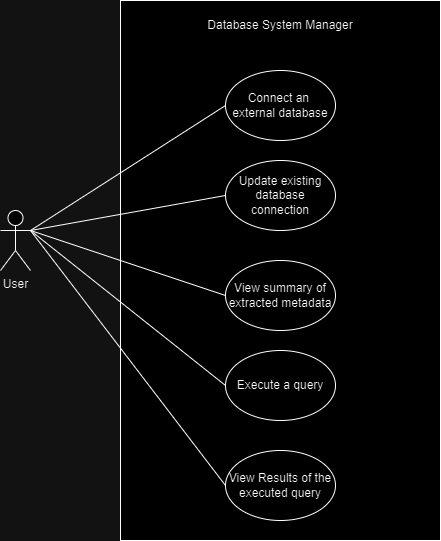 Database System Manager
Connect an
external database
Update existing
database
connection
User
View summary of
extracted metadata
Execute a query
View Results of the
executed query